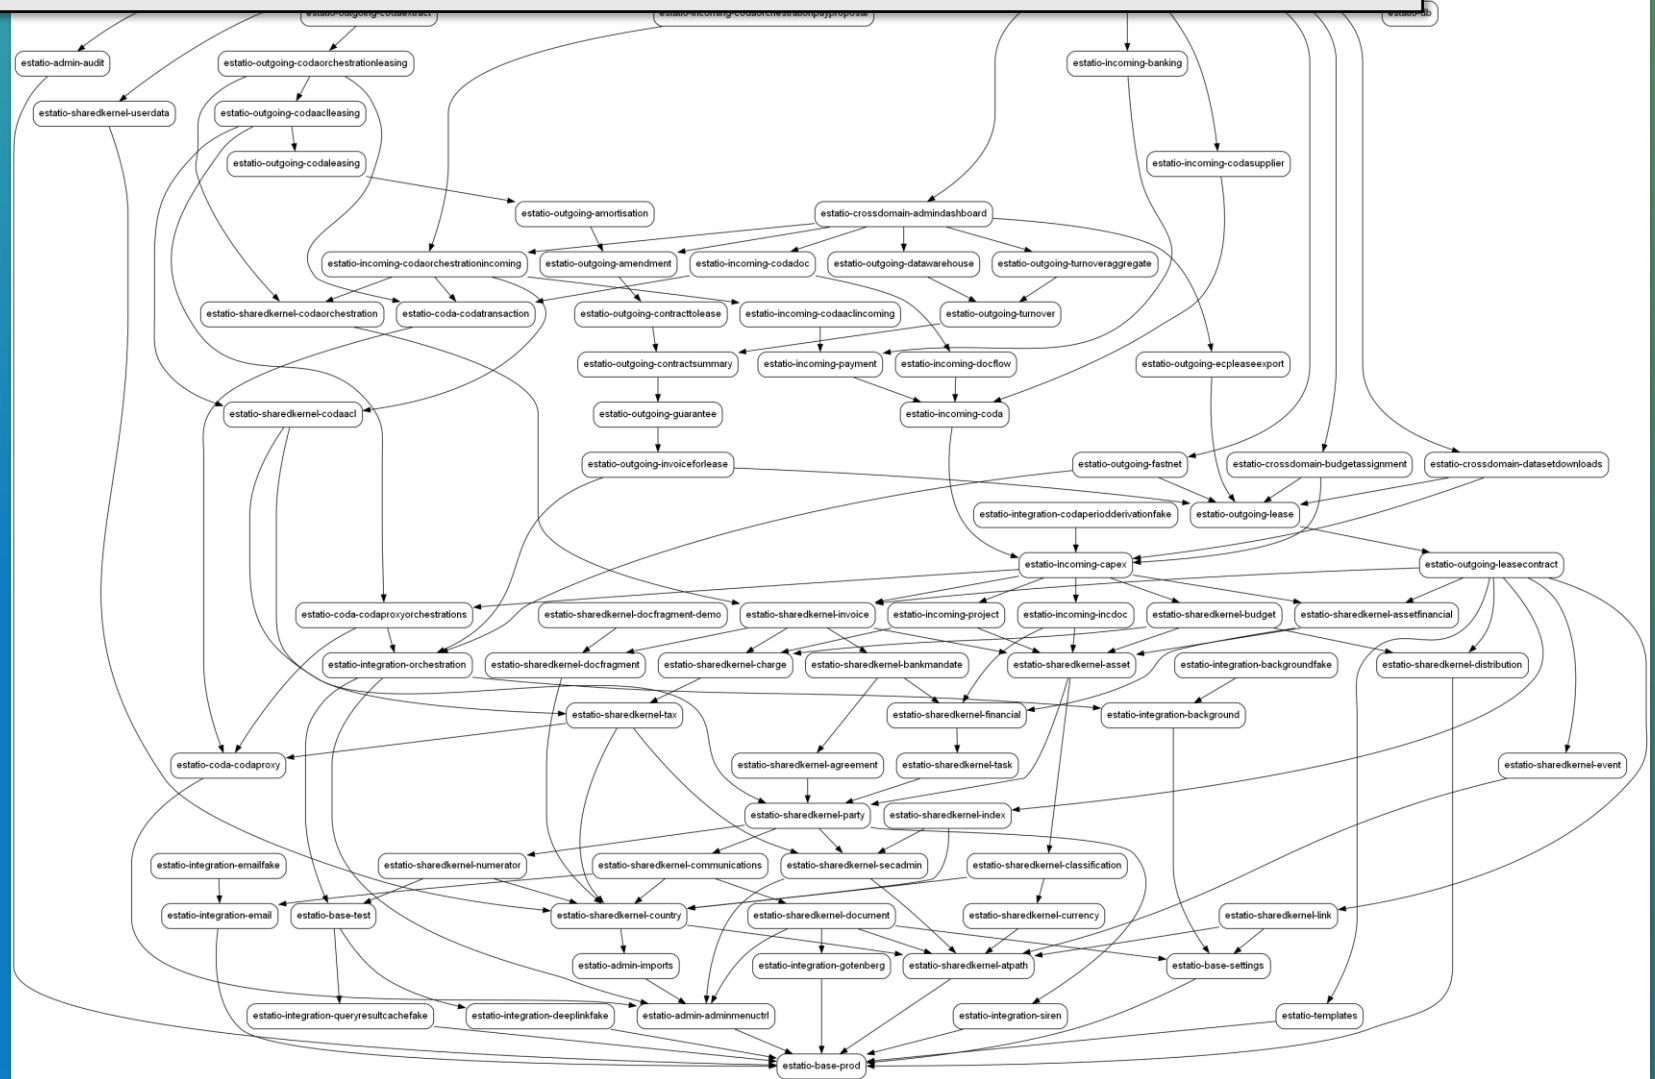 estatio-outgoing-codaextract
estatio-incoming-codaorchestrationpayproposal
estatio-db
estatio-admin-audit
estatio-outgoing-codaorchestrationleasing
estatio-incoming-banking
estatio-sharedkernel-userdata
estatio-outgoing-codaaclleasing
estatio-outgoing-codaleasing
estatio-incoming-codasupplier
estatio-outgoing-amortisation
estatio-crossdomain-admindashboard
estatio-incoming-codaorchestrationincoming
estatio-outgoing-amendment
estatio-incoming-codadoc
estatio-outgoing-datawarehouse
estatio-outgoing-turnoveraggregate
estatio-sharedkernel-codaorchestration
estatio-coda-codatransaction
estatio-outgoing-contracttolease
estatio-incoming-codaaclincoming
estatio-outgoing-turnover
estatio-outgoing-contractsummary
estatio-incoming-payment
estatio-incoming-docflow
estatio-outgoing-ecpleaseexport
estatio-sharedkernel-codaacl
estatio-outgoing-guarantee
estatio-incoming-coda
estatio-outgoing-invoiceforlease
estatio-outgoing-fastnet
estatio-crossdomain-budgetassignment
estatio-crossdomain-datasetdownloads
estatio-integration-codaperiodderivationfake
estatio-outgoing-lease
estatio-incoming-capex
estatio-outgoing-leasecontract
estatio-coda-codaproxyorchestrations
estatio-sharedkernel-docfragment-demo
estatio-sharedkernel-invoice
estatio-incoming-project
estatio-incoming-incdoc
estatio-sharedkernel-budget
estatio-sharedkernel-assetfinancial
estatio-integration-orchestration
estatio-sharedkernel-docfragment
estatio-sharedkernel-charge
estatio-sharedkernel-bankmandate
estatio-sharedkernel-asset
estatio-integration-backgroundfake
estatio-sharedkernel-distribution
estatio-sharedkernel-tax
estatio-sharedkernel-financial
estatio-integration-background
estatio-coda-codaproxy
estatio-sharedkernel-agreement
estatio-sharedkernel-task
estatio-sharedkernel-event
estatio-sharedkernel-party
estatio-sharedkernel-index
estatio-integration-emailfake
estatio-sharedkernel-numerator
estatio-sharedkernel-communications
estatio-sharedkernel-secadmin
estatio-sharedkernel-classification
estatio-integration-email
estatio-base-test
estatio-sharedkernel-country
estatio-sharedkernel-document
estatio-sharedkernel-currency
estatio-sharedkernel-link
estatio-admin-imports
estatio-integration-gotenberg
estatio-sharedkernel-atpath
estatio-base-settings
estatio-integration-queryresultcachefake
estatio-integration-deeplinkfake
estatio-admin-adminmenuctrl
estatio-integration-siren
estatio-templates
estatio-base-prod